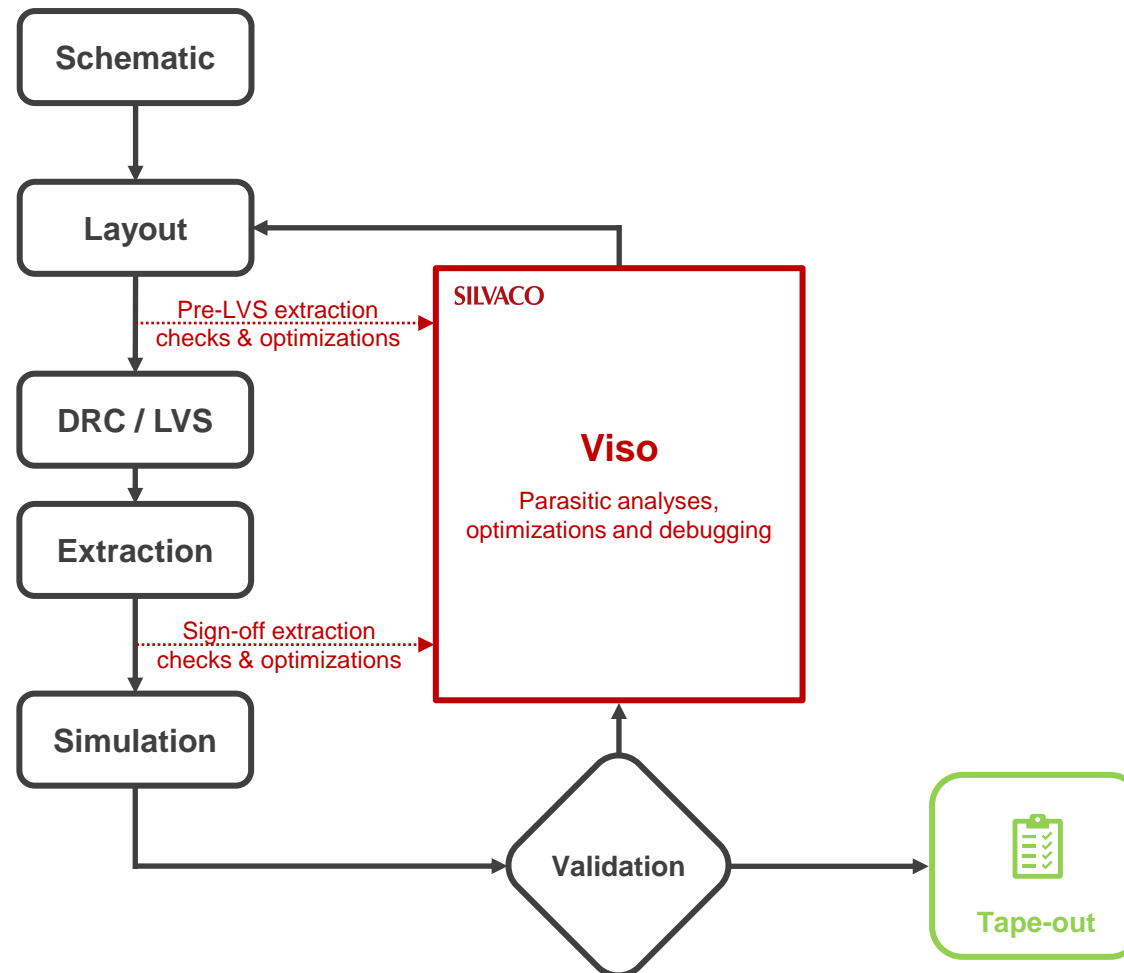 Schematic
Layout
Pre-LVS extraction
checks & optimizations
SILVACO
DRC / LVS
Viso
Parasitic analyses,
optimizations and debugging
Extraction
Sign-off extraction
checks & optimizations
Simulation
Validation
Tape-out